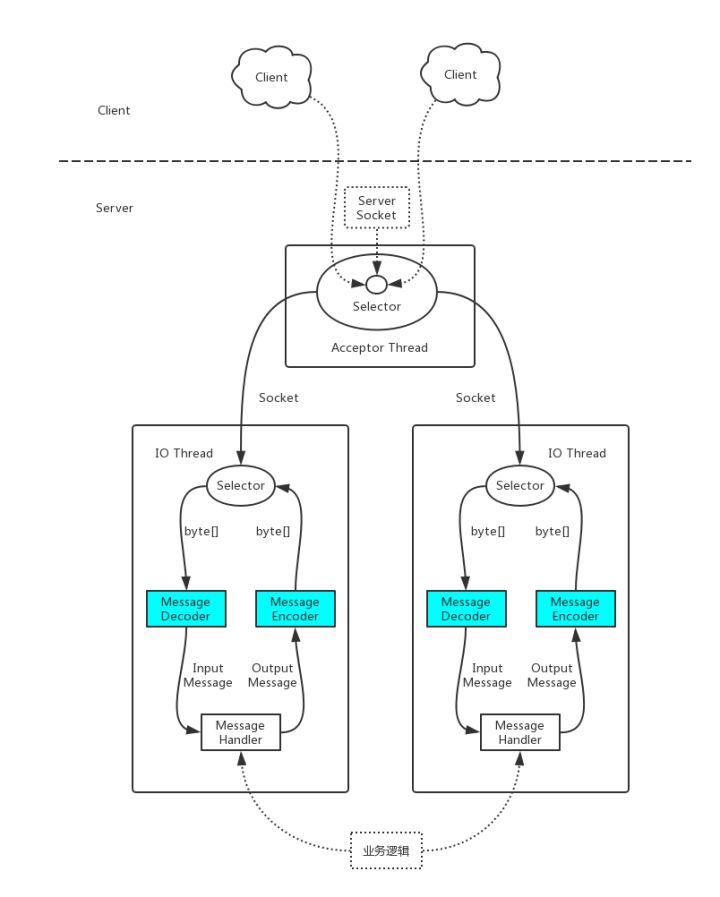 Client
Client
Client
Server
Server
Socket
Selector
Acceptor Thread
Socket
Socket
IO Thread
Selector
byte[]
byte[]
Message
Decoder
Message
Encoder
Input
Message
Output
Message
Message
Handler
IO Thread
Selector
byte[]
byte[]
Message
Decoder
Message
Encoder
Input
Message
Output
Message
Message
Handler
业务逻辑